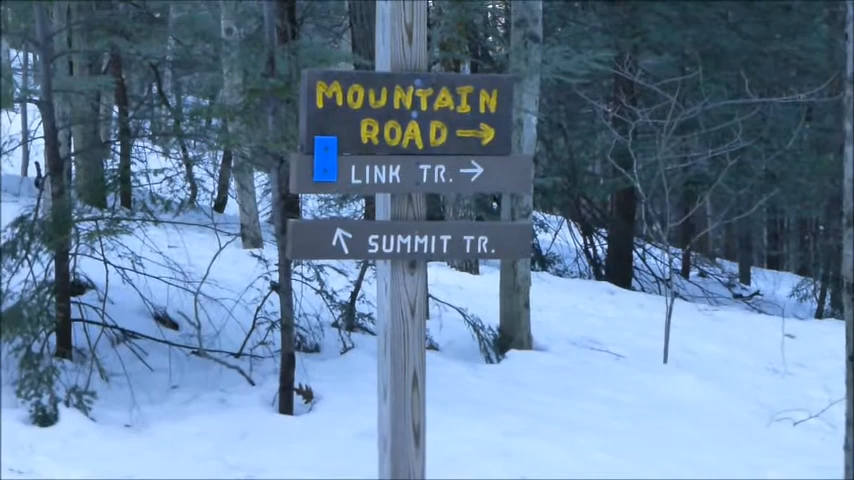 MOUNTAIN
ROAD →
LINK TR. →
↖ SUMMIT TR.